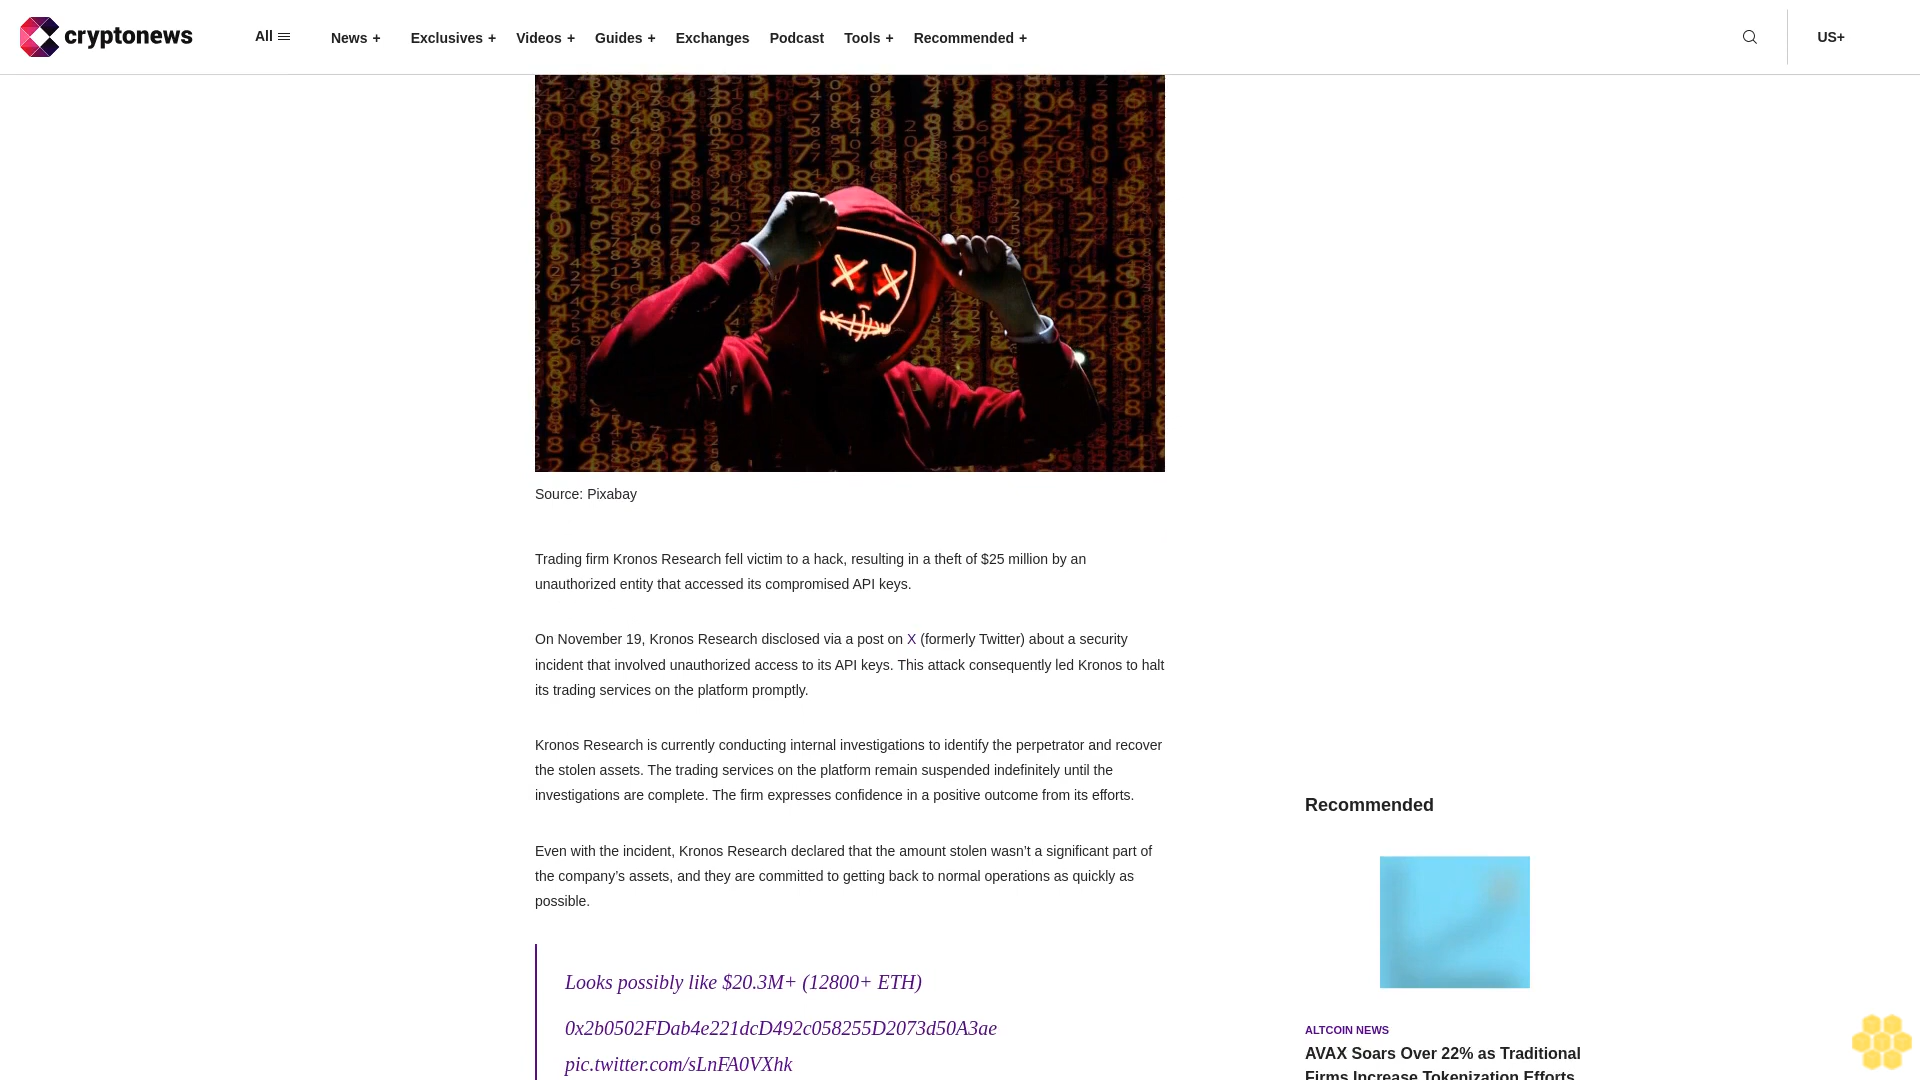 cryptonews
All
News +
Exclusives +
Videos +
Guides +
Exchanges
Podcast
Tools +
Recommended +
US+
Source: Pixabay
Trading firm Kronos Research fell victim to a hack, resulting in a theft of $25 million by an
unauthorized entity that accessed its compromised API keys.
On November 19, Kronos Research disclosed via a post on X (formerly Twitter) about a security
incident that involved unauthorized access to its API keys. This attack consequently led Kronos to halt
its trading services on the platform promptly.
Kronos Research is currently conducting internal investigations to identify the perpetrator and recover
the stolen assets. The trading services on the platform remain suspended indefinitely until the
investigations are complete. The firm expresses confidence in a positive outcome from its efforts.
Even with the incident, Kronos Research declared that the amount stolen wasn’t a significant part of
the company’s assets, and they are committed to getting back to normal operations as quickly as
possible.
Looks possibly like $20.3M+ (12800+ ETH)
0x2b0502FDab4e221dcD492c058255D2073d50A3ae
pic.twitter.com/sLnFA0VXhk
Recommended
ALTCOIN NEWS
AVAX Soars Over 22% as Traditional
Firms Increase Tokenization Efforts